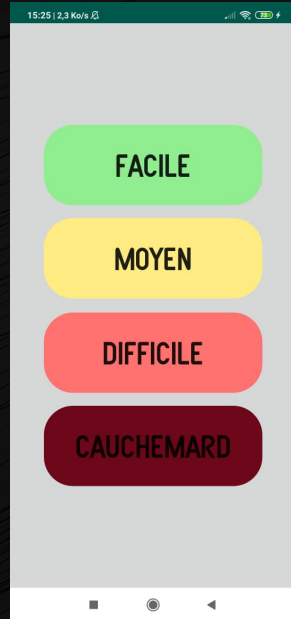 15:25 | 2,3 Ko/s
FACILE
MOYEN
DIFFICILE
CAUCHEMARD